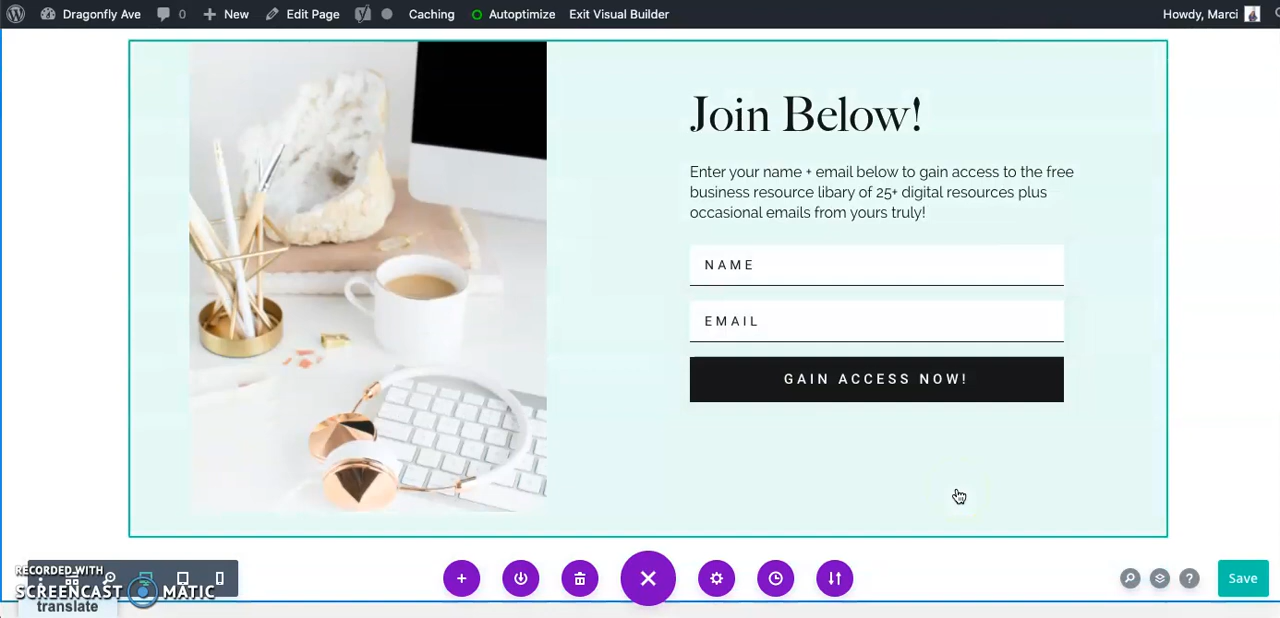 Dragonfly Ave 0 New Edit Page Caching Autoptimize Exit Visual Builder Howdy, Marci
Join Below!
Enter your name + email below to gain access to the free
business resource libary of 25+ digital resources plus
occasional emails from yours truly!
NAME
EMAIL
GAIN ACCESS NOW!
RECORDED WITH
SCREENCAST MATIC
translate
? Save